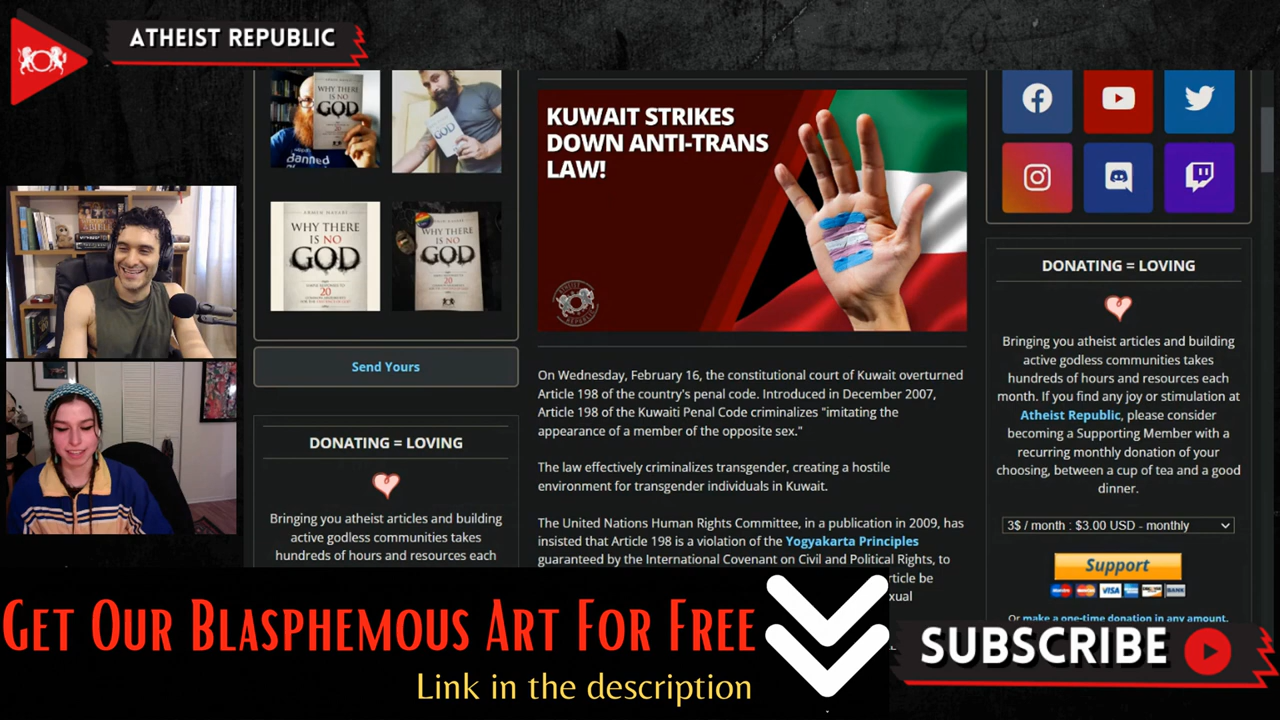 ATHEIST REPUBLIC
WHY THERE
IS NO
GOD
Banned
GOD
ARMIN NAVABI
WHY THERE
IS NO
GOD
20
WHY THERE
IS NO
GOD
20
Send Yours
DONATING = LOVING
Bringing you atheist articles and building
active godless communities takes
hundreds of hours and resources each
KUWAIT STRIKES
DOWN ANTI-TRANS
LAW!
On Wednesday, February 16, the constitutional court of Kuwait overturned
Article 198 of the country's penal code. Introduced in December 2007,
Article 198 of the Kuwaiti Penal Code criminalizes "imitating the
appearance of a member of the opposite sex."
The law effectively criminalizes transgender, creating a hostile
environment for transgender individuals in Kuwait.
The United Nations Human Rights Committee, in a publication in 2009, has
insisted that Article 198 is a violation of the Yogyakarta Principles
guaranteed by the International Covenant on Civil and Political Rights, to
rticle be
xual
DONATING = LOVING
Bringing you atheist articles and building
active godless communities takes
hundreds of hours and resources each
month. If you find any joy or stimulation at
Atheist Republic, please consider
becoming a Supporting Member with a
recurring monthly donation of your
choosing, between a cup of tea and a good
dinner.
3$ / month : $3.00 USD - monthly
Support
VISA
BANK
Or make a one-time donation in any amount.
Get Our Blasphemous Art For Free
Link in the description
SUBSCRIBE